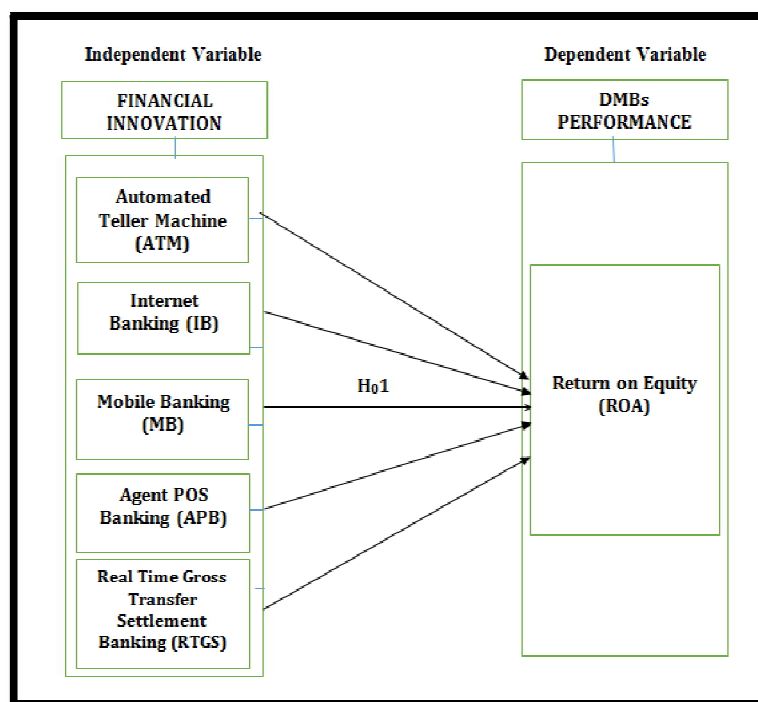 Independent Variable
FINANCIAL
INNOVATION
Automated
Teller Machine
(ATM)
Internet
Banking (IB)
Mobile Banking
(MB)
Agent POS
Banking (APB)
Real Time Gross
Transfer
Settlement
Banking (RTGS)
H₀1
Dependent Variable
DMBs
PERFORMANCE
Return on Equity
(ROA)